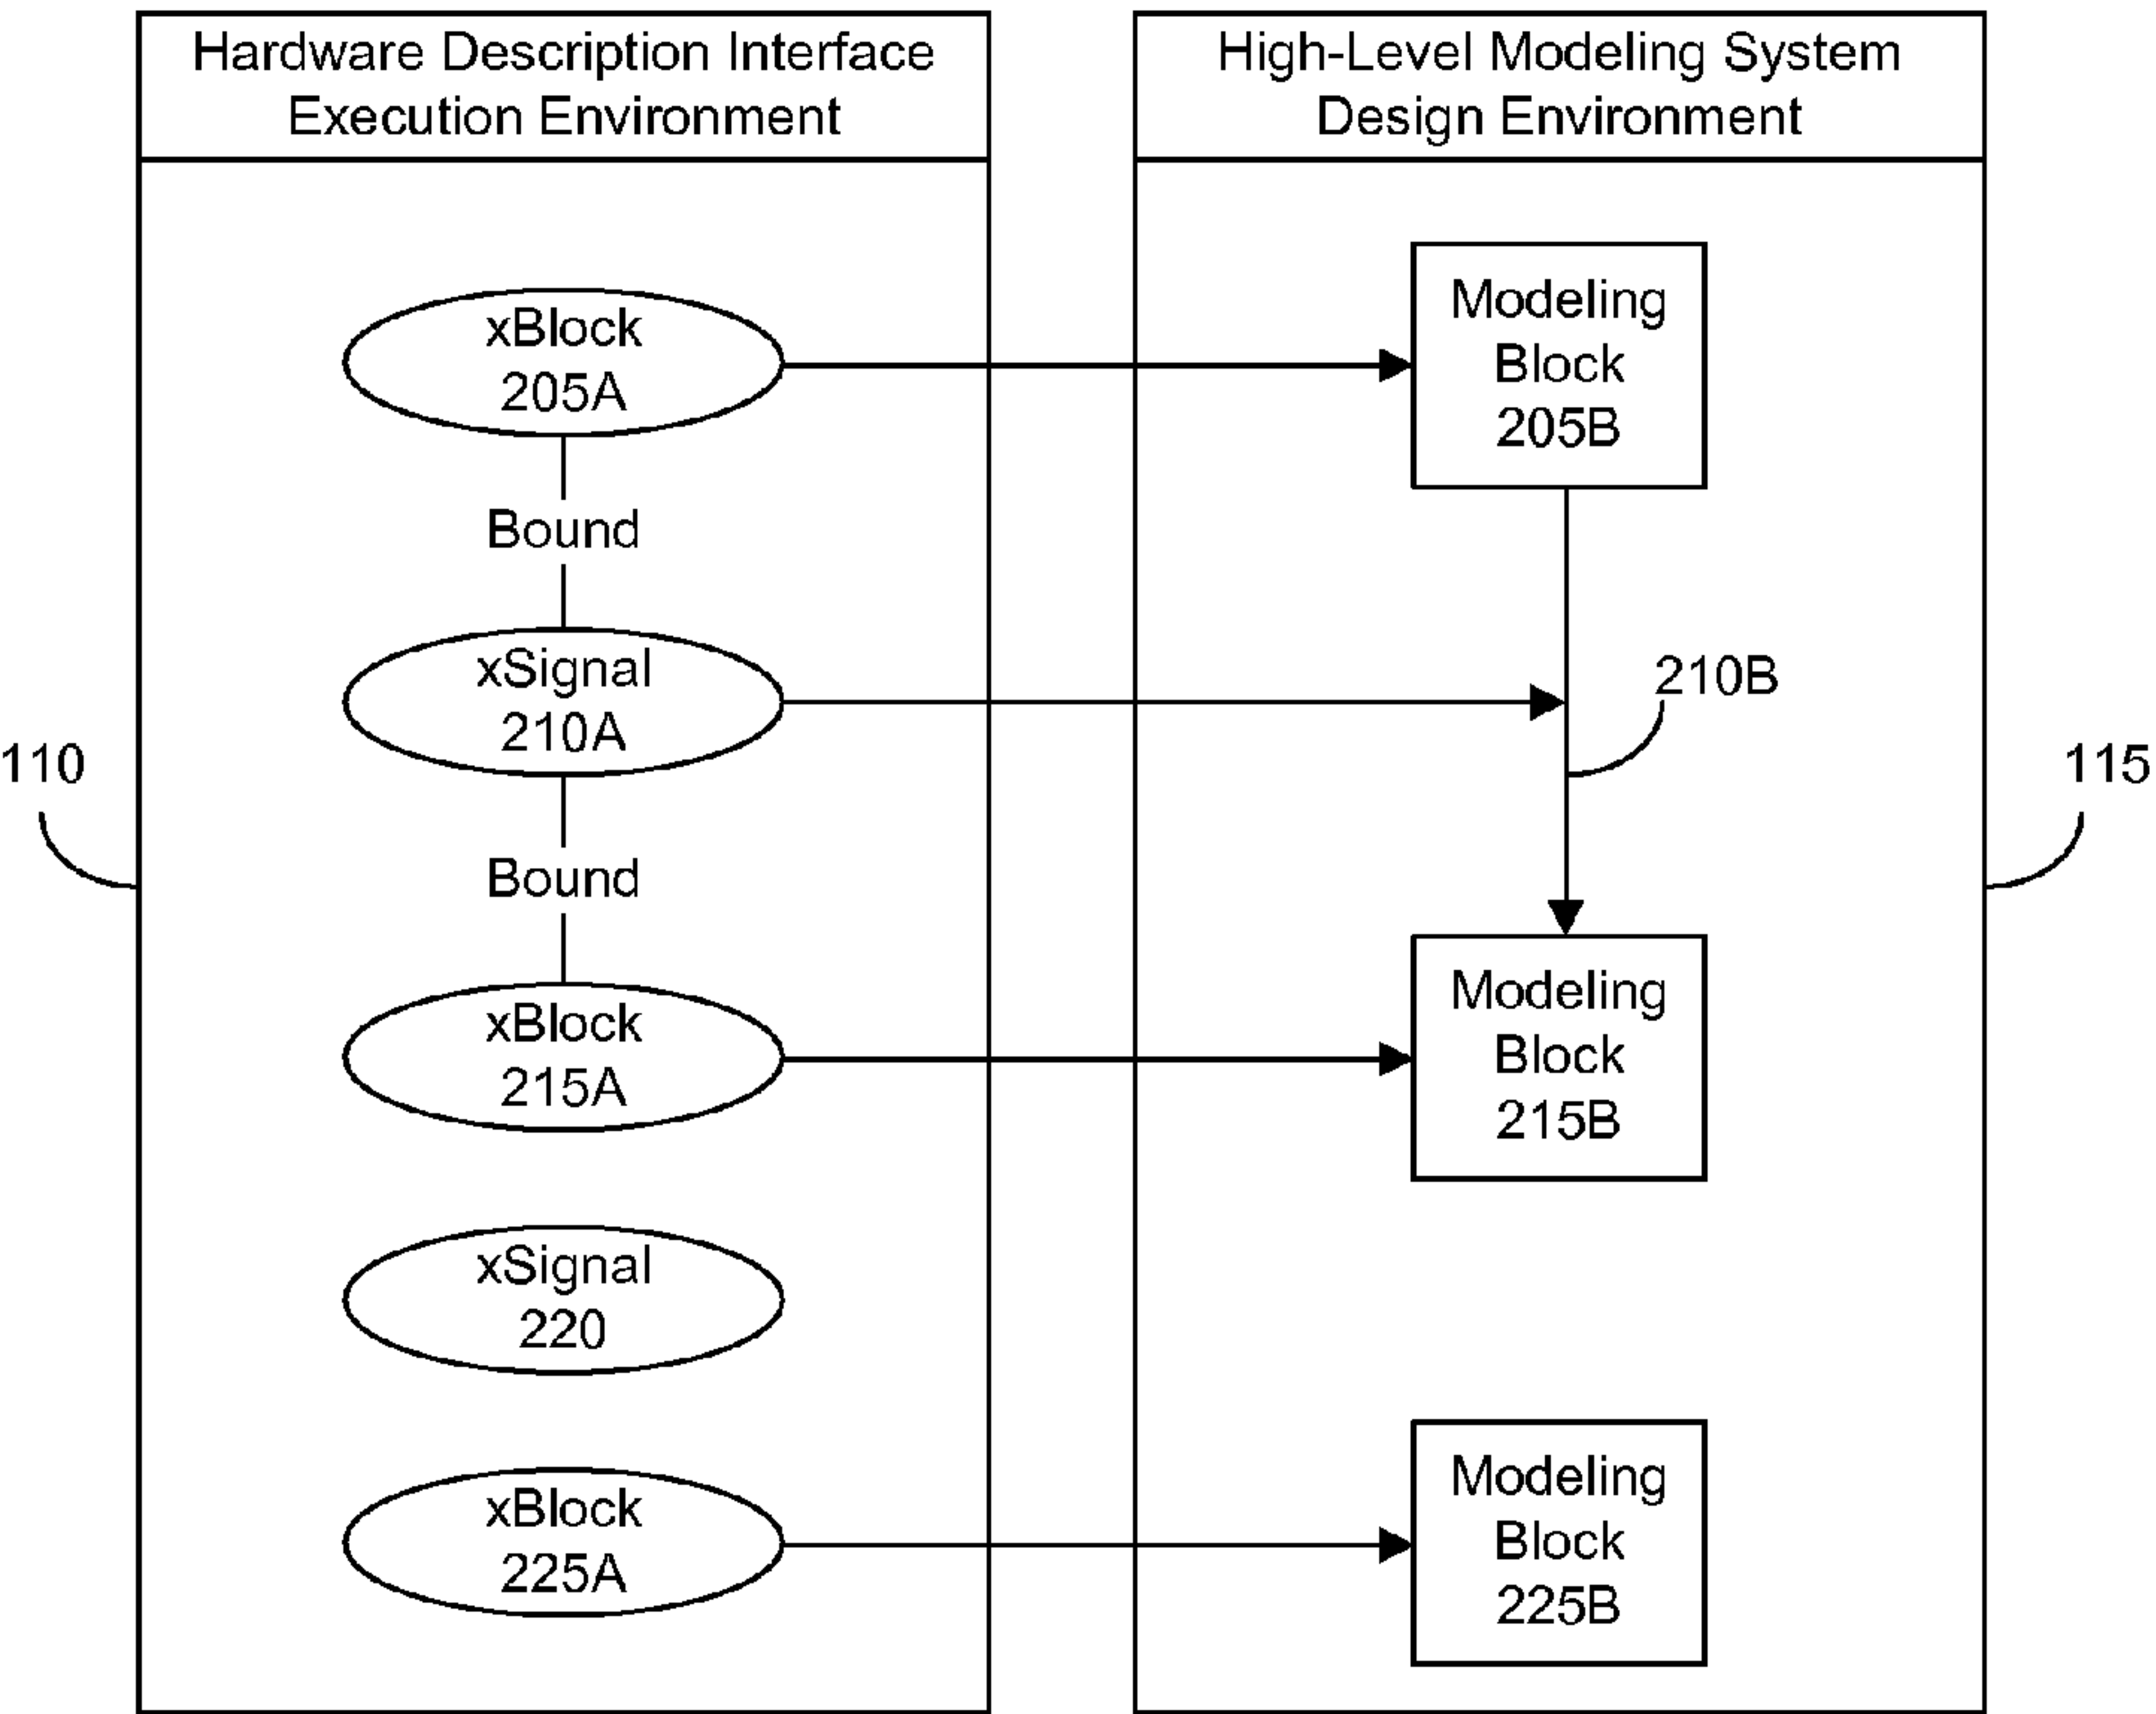 Hardware Description Interface
Execution Environment
xBlock
205A
Bound
xSignal
210A
Bound
xBlock
215A
xSignal
220
xBlock
225A
110
High-Level Modeling System
Design Environment
Modeling
Block
205B
210B
Modeling
Block
215B
Modeling
Block
225B
115